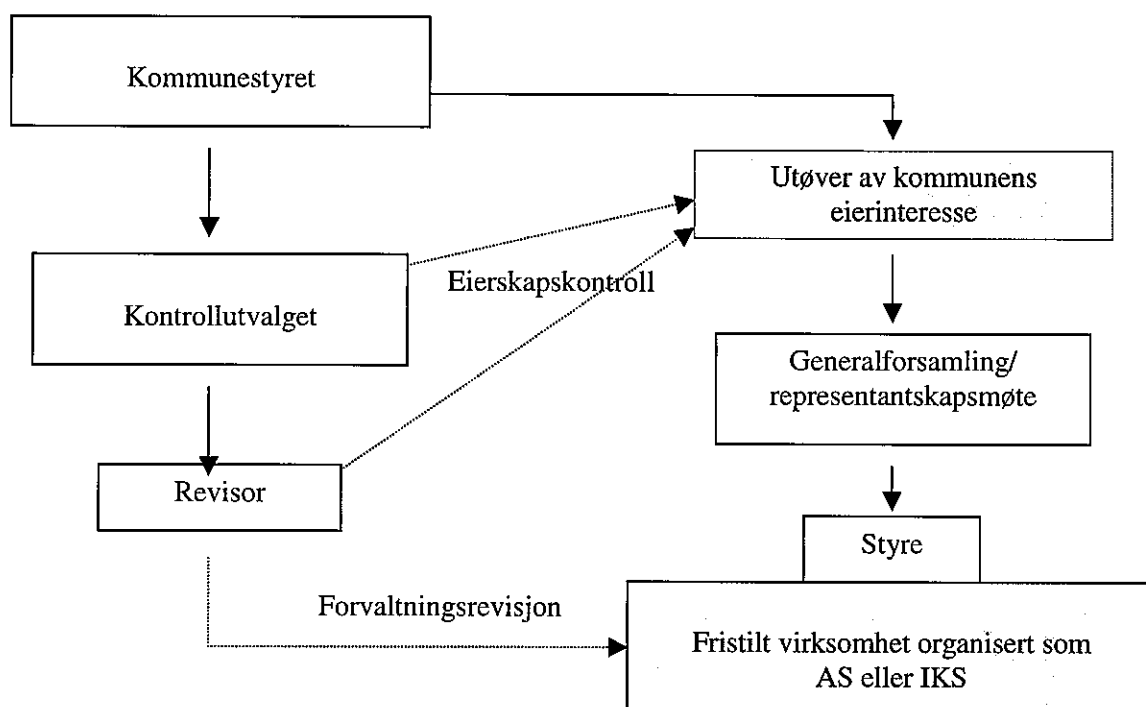 Kommunestyret
Utøver av kommunens
eierinteresse
Eierskapskontroll
Kontrollutvalget
Generalforsamling/
representantskapsmøte
Revisor
Styre
Forvaltningsrevisjon
Fristilt virksomhet organisert som
AS eller IKS